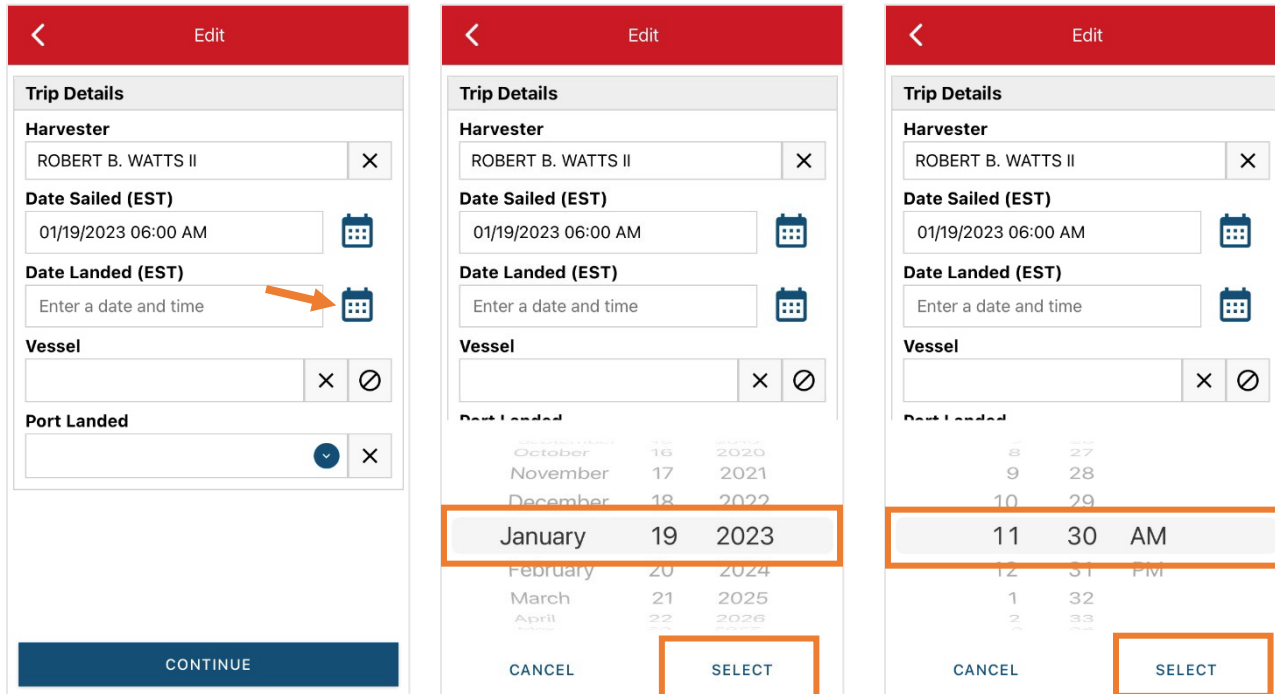 Edit
Trip Details
Harvester
ROBERT B. WATTS II
Date Sailed (EST)
01/19/2023 06:00 AM
Date Landed (EST)
Enter a date and time
Vessel
Port Landed
CONTINUE
Edit
Trip Details
Harvester
ROBERT B. WATTS II
Date Sailed (EST)
01/19/2023 06:00 AM
Date Landed (EST)
Enter a date and time
Vessel
Port Landed
October 16 2020
November 17 2021
December 18 2022
January 19 2023
February 20 2024
March 21 2025
April 22 2026
CANCEL SELECT
Edit
Trip Details
Harvester
ROBERT B. WATTS II
Date Sailed (EST)
01/19/2023 06:00 AM
Date Landed (EST)
Enter a date and time
Vessel
Port Landed
8 27
9 28
10 29
11 30 AM
12 31 PM
1 32
2 33
CANCEL SELECT